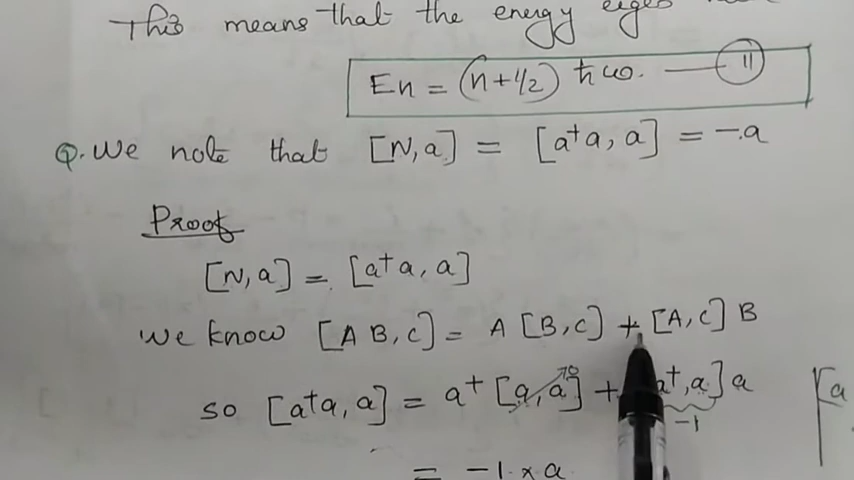 This means that the energy
En = (n+1/2) ħω. — 11
Q. We note that [N,a] = [a†a, a] = -a
Proof
[N,a] = [a†a, a]
We know [AB,C] = A [B,C] + [A,C] B
so [a†a, a] = a† [a,a]→0 + a†,a] a
-1
[a
= -1 × a